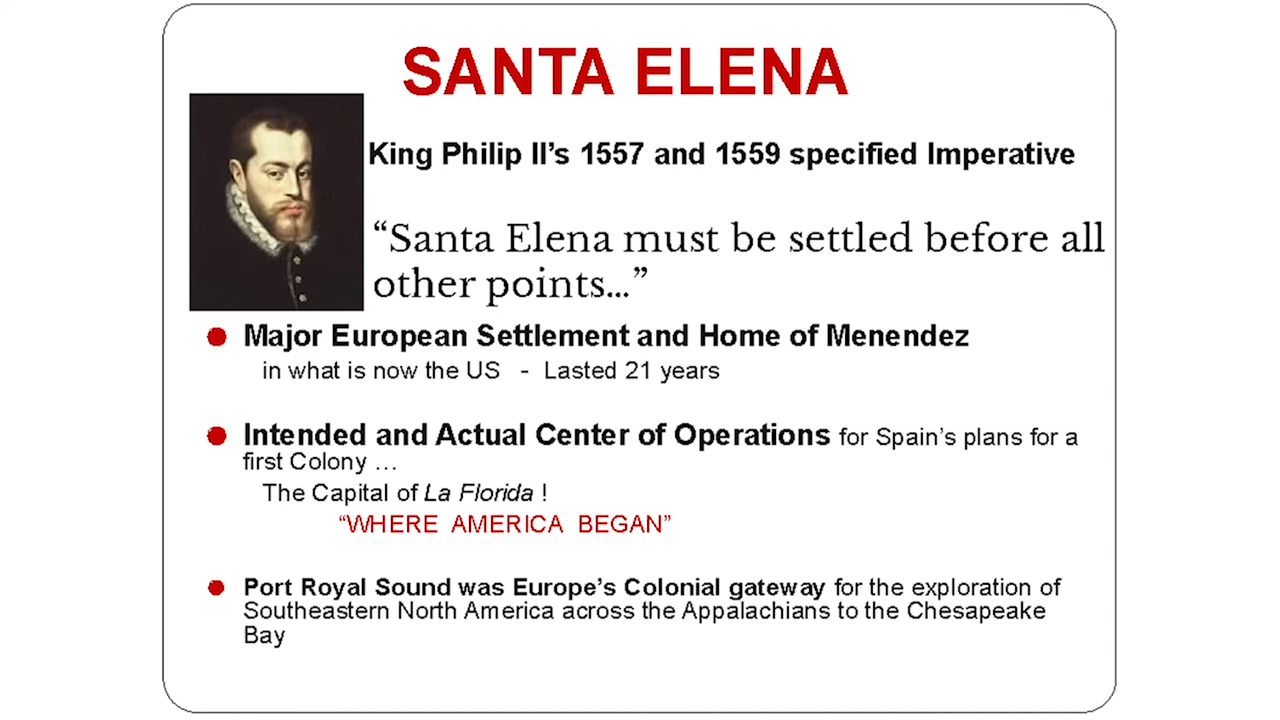 SANTA ELENA
King Philip II’s 1557 and 1559 specified Imperative
“Santa Elena must be settled before all
other points…”
Major European Settlement and Home of Menendez
in what is now the US - Lasted 21 years
Intended and Actual Center of Operations for Spain’s plans for a
first Colony …
The Capital of La Florida !
“WHERE AMERICA BEGAN”
Port Royal Sound was Europe’s Colonial gateway for the exploration of
Southeastern North America across the Appalachians to the Chesapeake
Bay